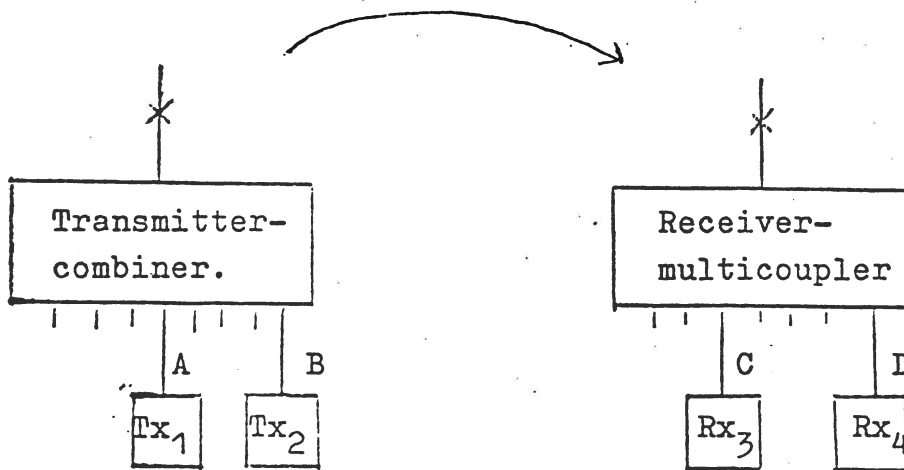 Transmitter-
combiner.
Receiver-
multicoupler
A
B
C
D
Tx1
Tx2
Rx3
Rx4